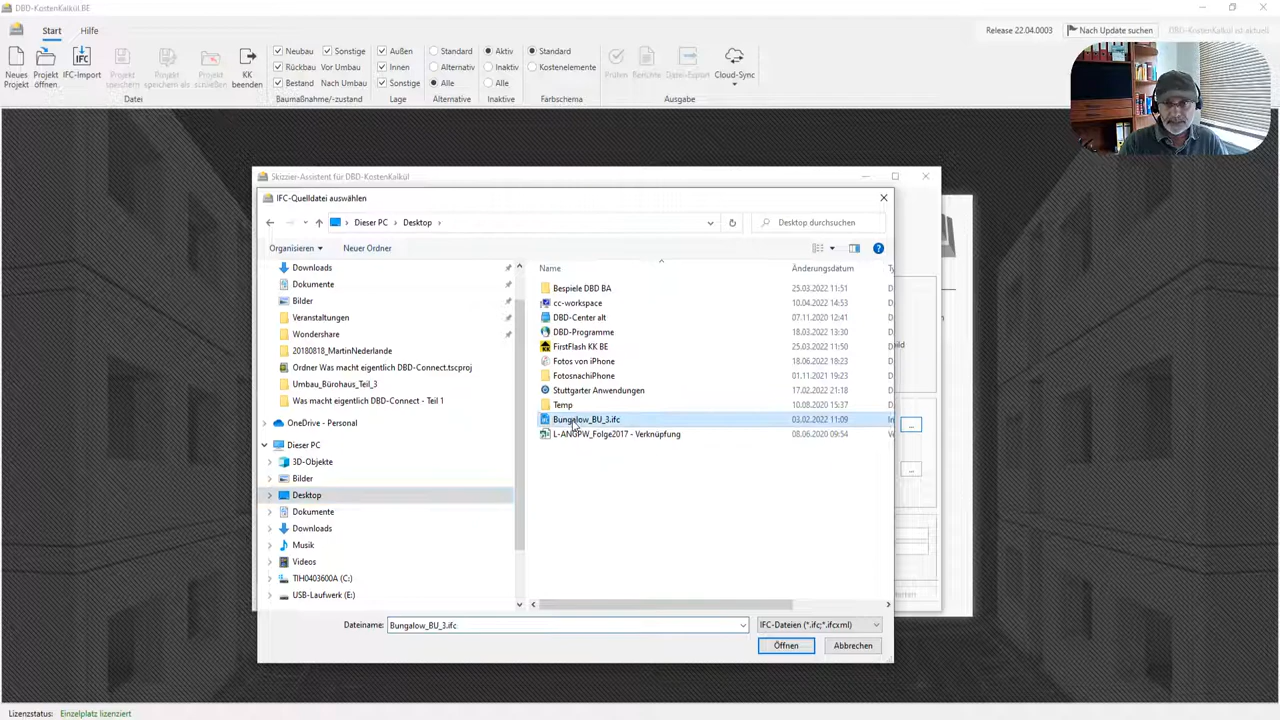 DBD-KostenKalkül.BE
Start Hilfe
Release 22.04.0003 Nach Update suchen DBD-KostenKalkül ist aktuell
Neues Projekt
Projekt öffnen
IFC-Import
Projekt speichern
Projekt speichern als
Projekt schließen
KK beenden
Datei
Neubau Sonstige
Rückbau Vor Umbau
Bestand Nach Umbau
Baumaßnahme/-zustand
Außen
Innen
Sonstige
Lage
Standard
Alternativ
Alle
Alternative
Aktiv
Inaktiv
Alle
Inaktive
Standard
Kostenelemente
Farbschema
Prüfen
Berichte
Datei-Export
Cloud-Sync
Ausgabe
Skizzier-Assistent für DBD-KostenKalkül
IFC-Quelldatei auswählen
Dieser PC Desktop
Desktop durchsuchen
Organisieren Neuer Ordner
Downloads
Dokumente
Bilder
Veranstaltungen
Wondershare
20180818_MartinNederlande
Ordner Was macht eigentlich DBD-Connect.tscproj
Umbau_Bürohaus_Teil_3
Was macht eigentlich DBD-Connect - Teil 1
OneDrive - Personal
Dieser PC
3D-Objekte
Bilder
Desktop
Dokumente
Downloads
Musik
Videos
TIH0403600A (C:)
USB-Laufwerk (E:)
Name Änderungsdatum Ty
Bespiele DBD BA 25.03.2022 11:51 D
cc-workspace 10.04.2022 14:53 D
DBD-Center alt 07.11.2020 12:41 D
DBD-Programme 18.03.2022 13:30 D
FirstFlash KK BE 25.03.2022 11:50 D
Fotos von iPhone 18.06.2022 18:23 D
FotosnachiPhone 01.11.2021 19:23 D
Stuttgarter Anwendungen 17.02.2022 21:18 D
Temp 10.08.2020 15:37 D
Bungalow_BU_3.ifc 03.02.2022 11:09 In
L-ANGPW_Folge2017 - Verknüpfung 08.06.2020 09:54 Ve
Dateiname: Bungalow_BU_3.ifc IFC-Dateien (*.ifc;*.ifcxml)
Öffnen Abbrechen
Lizenzstatus: Einzelplatz lizenziert